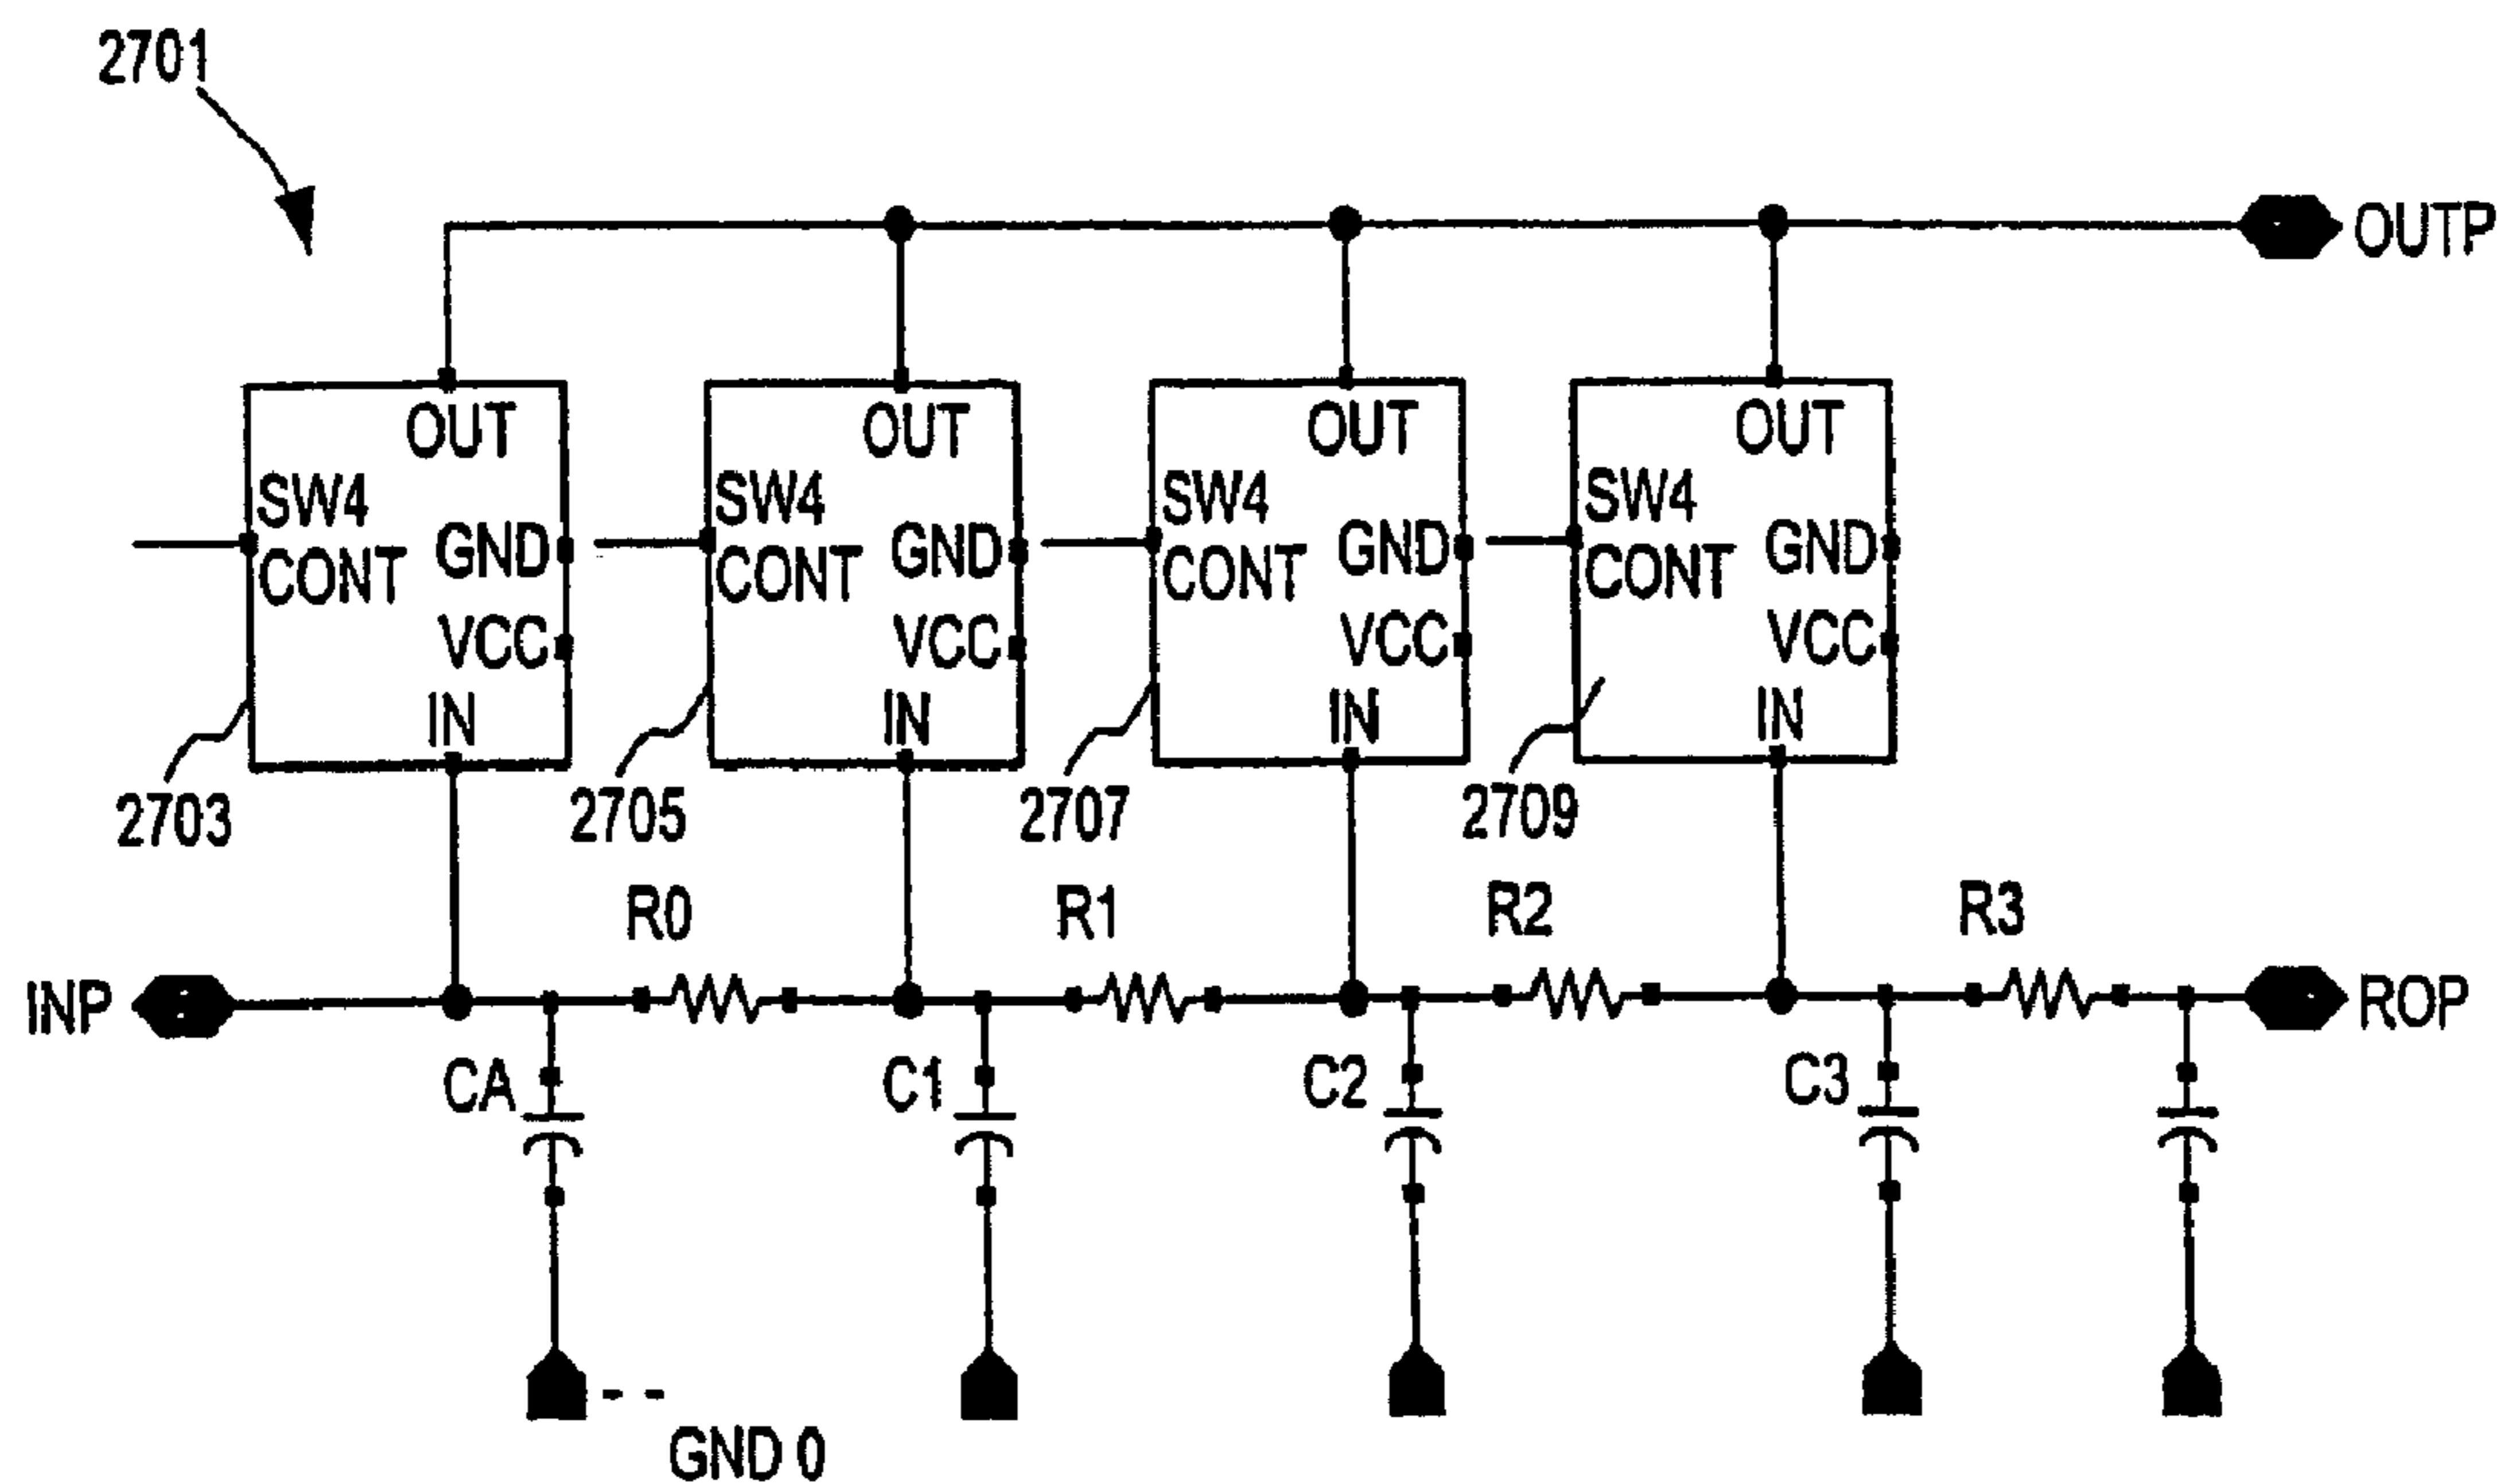 2701
OUTP
OUT
SW4
CONT
GND
VCC
IN
OUT
SW4
CONT
GND
VCC
IN
OUT
SW4
CONT
GND
VCC
IN
OUT
SW4
CONT
GND
VCC
IN
2703
2705
2707
2709
R0
R1
R2
R3
INP
ROP
CA
C1
C2
C3
GND 0